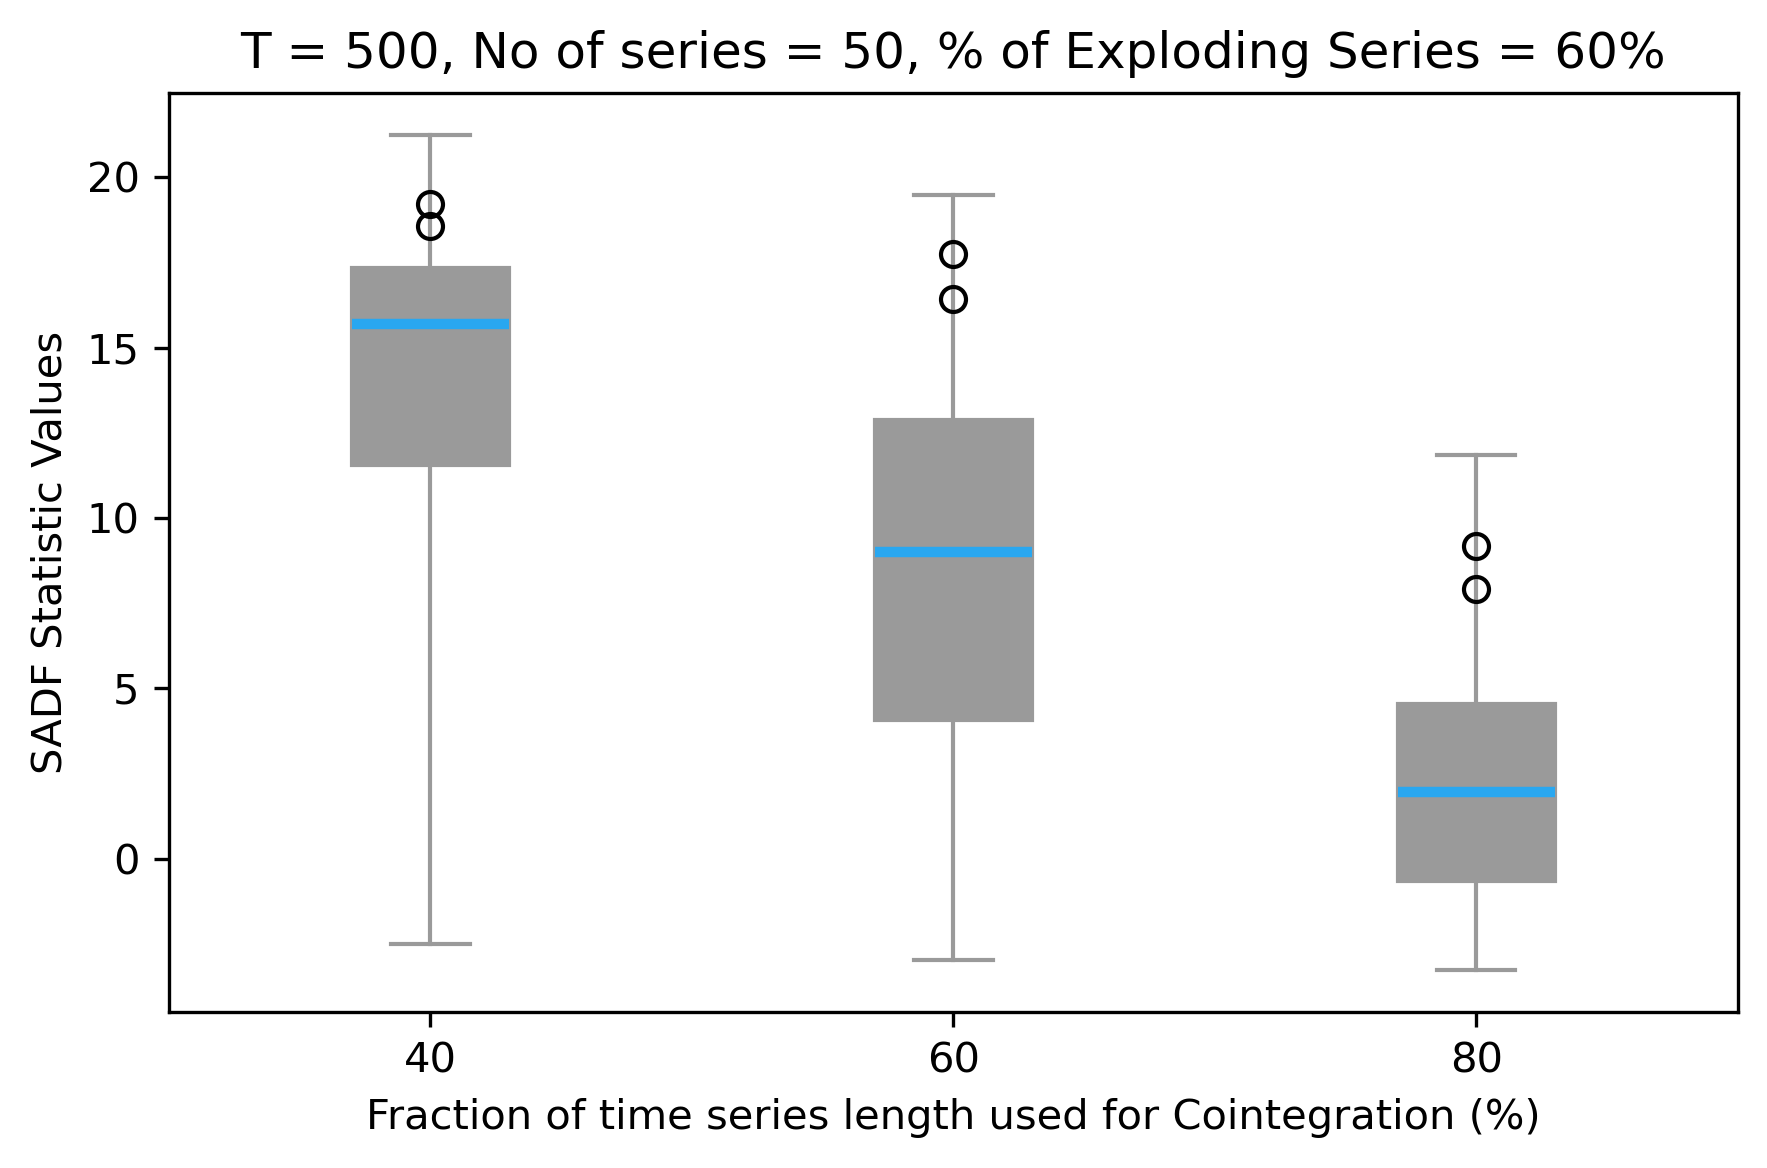 T = 500, No of series = 50, % of Exploding Series = 60%
SADF Statistic Values
20
15
10
5
0
40
60
80
Fraction of time series length used for Cointegration (%)